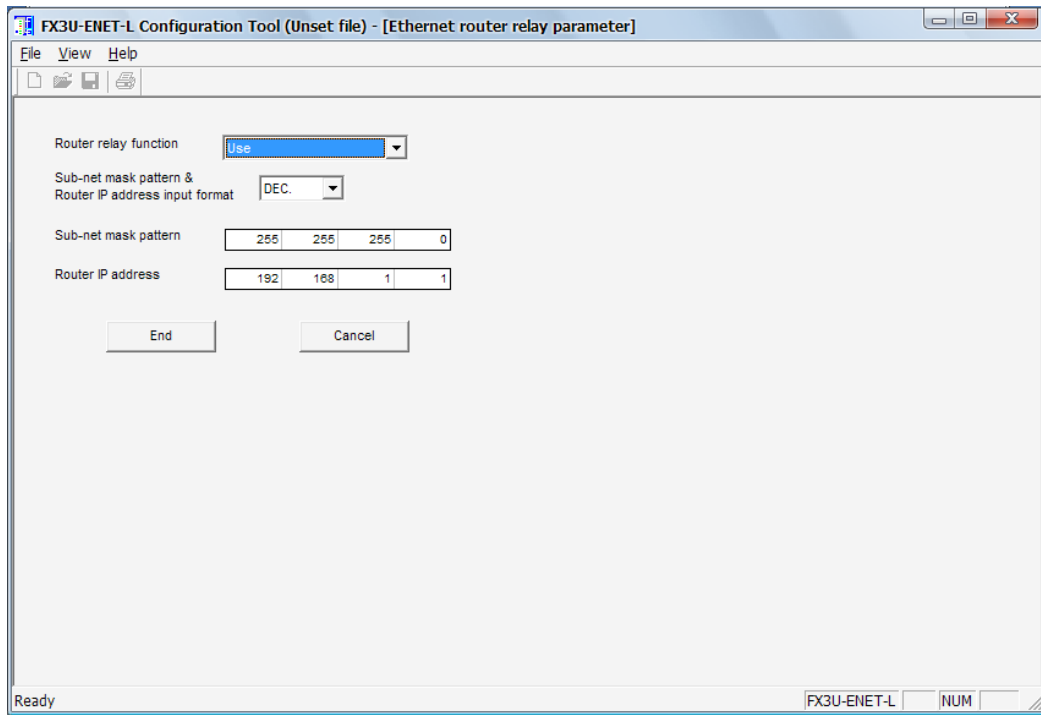 FX3U-ENET-L Configuration Tool (Unset file) - [Ethernet router relay parameter]
File View Help
Router relay function Use
Sub-net mask pattern &
Router IP address input format DEC.
Sub-net mask pattern 255 255 255 0
Router IP address 192 168 1 1
End Cancel
Ready FX3U-ENET-L NUM